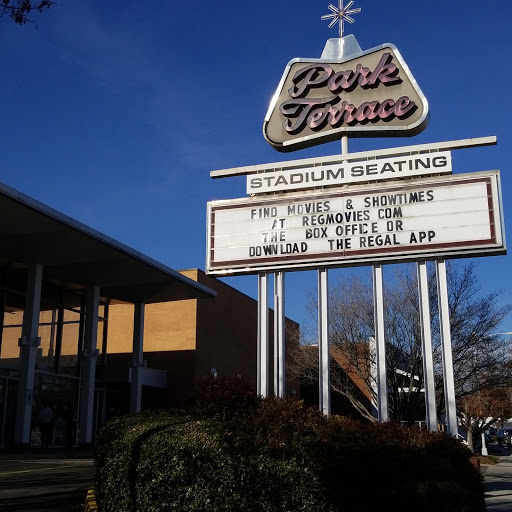 Park
Terrace
STADIUM SEATING
FIND MOVIES & SHOWTIMES
AT REGMOVIES COM
THE BOX OFFICE OR
DOWNLOAD THE REGAL APP